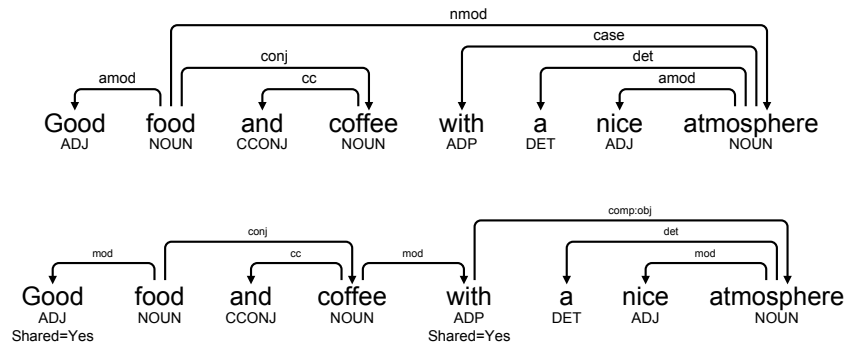 nmod
case
conj det
amod cc amod
Good food and coffee with a nice atmosphere
ADJ NOUN CCONJ NOUN ADP DET ADJ NOUN
comp:obj
conj det
mod cc mod mod
Good food and coffee with a nice atmosphere
ADJ NOUN CCONJ NOUN ADP DET ADJ NOUN
Shared=Yes Shared=Yes